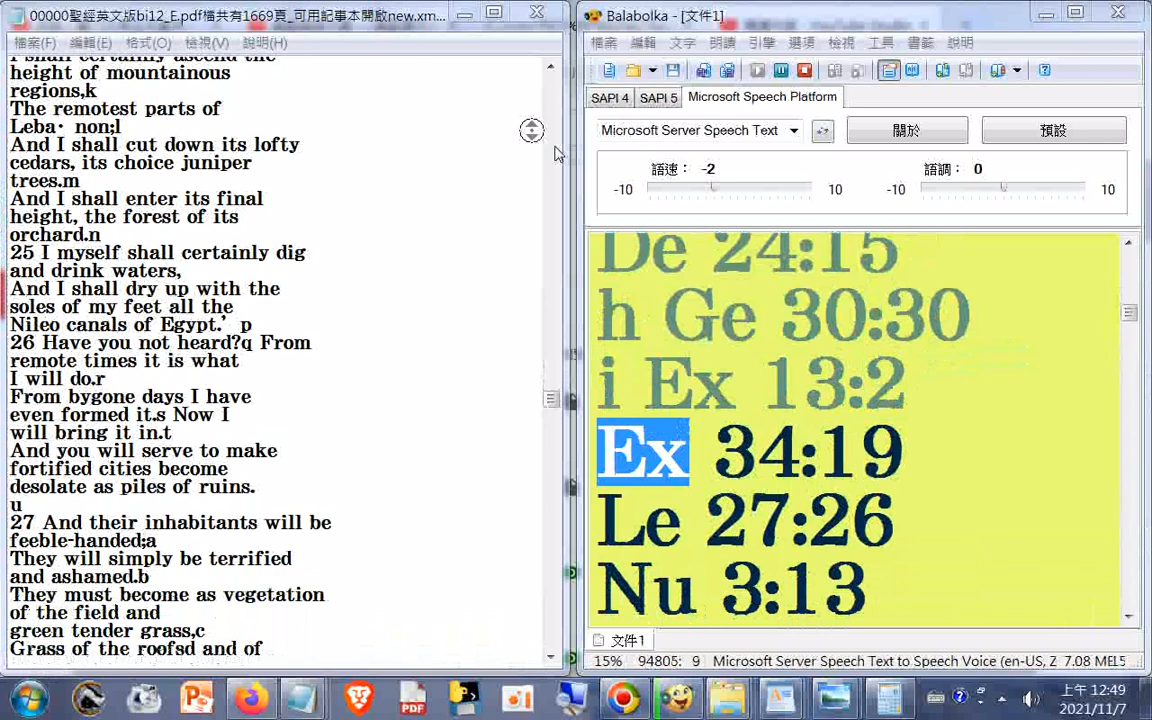 00000聖經英文版bi12_E.pdf檔共有1669頁_可用記事本開啟new.xm...
檔案(F) 編輯(E) 格式(O) 檢視(V) 說明(H)
I shall certainly ascend the
height of mountainous
regions,k
The remotest parts of
Leba· non;l
And I shall cut down its lofty
cedars, its choice juniper
trees.m
And I shall enter its final
height, the forest of its
orchard.n
25 I myself shall certainly dig
and drink waters,
And I shall dry up with the
soles of my feet all the
Nileo canals of Egypt.’ p
26 Have you not heard?q From
remote times it is what
I will do.r
From bygone days I have
even formed it.s Now I
will bring it in.t
And you will serve to make
fortified cities become
desolate as piles of ruins.
u
27 And their inhabitants will be
feeble-handed;a
They will simply be terrified
and ashamed.b
They must become as vegetation
of the field and
green tender grass,c
Grass of the roofsd and of
Balabolka - [文件1]
檔案 編輯 文字 朗讀 引擎 選項 檢視 工具 書籤 說明
SAPI 4 SAPI 5 Microsoft Speech Platform
Microsoft Server Speech Text 關於 預設
語速： -2 語調： 0
-10 10 -10 10
De 24:15
h Ge 30:30
i Ex 13:2
Ex 34:19
Le 27:26
Nu 3:13
文件1
15% 94805: 9 Microsoft Server Speech Text to Speech Voice (en-US, Z 7.08 МБ15
上午 12:49
2021/11/7